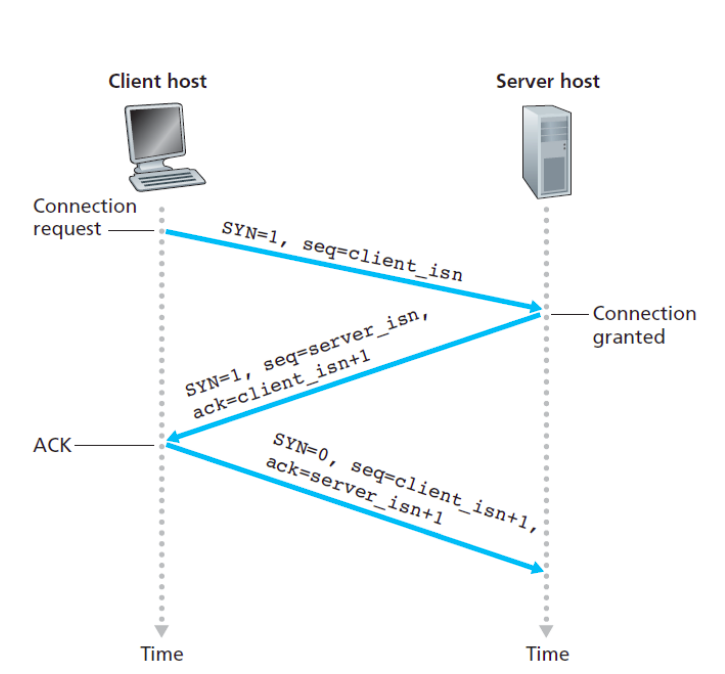 Client host
Server host
Connection
request
SYN=1, seq=client_isn
Connection
granted
SYN=1, seq=server_isn,
ack=client_isn+1
ACK
SYN=0, seq=client_isn+1,
ack=server_isn+1
Time
Time